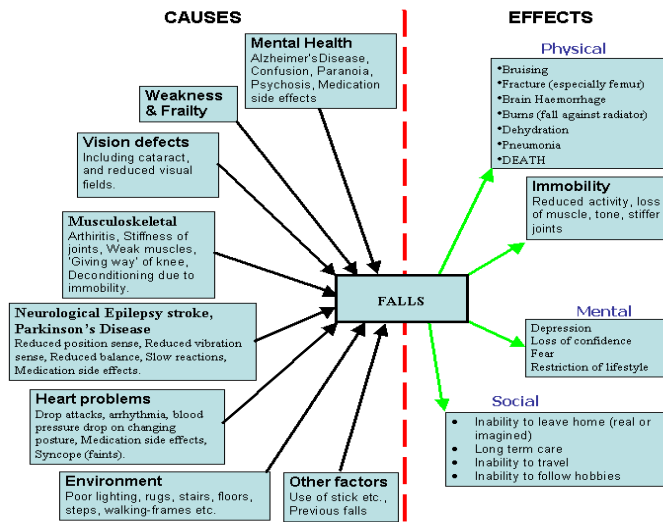 CAUSES
EFFECTS
Mental Health
Alzheimer's Disease,
Confusion, Paranoia,
Psychosis, Medication
side effects
Weakness
& Frailty
Vision defects
Including cataract,
and reduced visual
fields.
Musculoskeletal
Arthiritis, Stiffness of
joints, Weak muscles,
'Giving way' of knee,
Deconditioning due to
immobility.
Neurological Epilepsy stroke,
Parkinson's Disease
Reduced position sense, Reduced vibration
sense, Reduced balance, Slow reactions,
Medication side effects.
Heart problems
Drop attacks, arrhythmia, blood
pressure drop on changing
posture, Medication side effects,
Syncope (faints).
Environment
Poor lighting, rugs, stairs, floors,
steps, walking-frames etc.
Other factors
Use of stick etc.,
Previous falls
FALLS
Physical
•Bruising
•Fracture (especially femur)
•Brain Haemorrhage
•Burns (fall against radiator)
•Dehydration
•Pneumonia
•DEATH
Immobility
Reduced activity, loss
of muscle, tone, stiffer
joints
Mental
Depression
Loss of confidence
Fear
Restriction of lifestyle
Social
• Inability to leave home (real or
imagined)
• Long term care
• Inability to travel
• Inability to follow hobbies